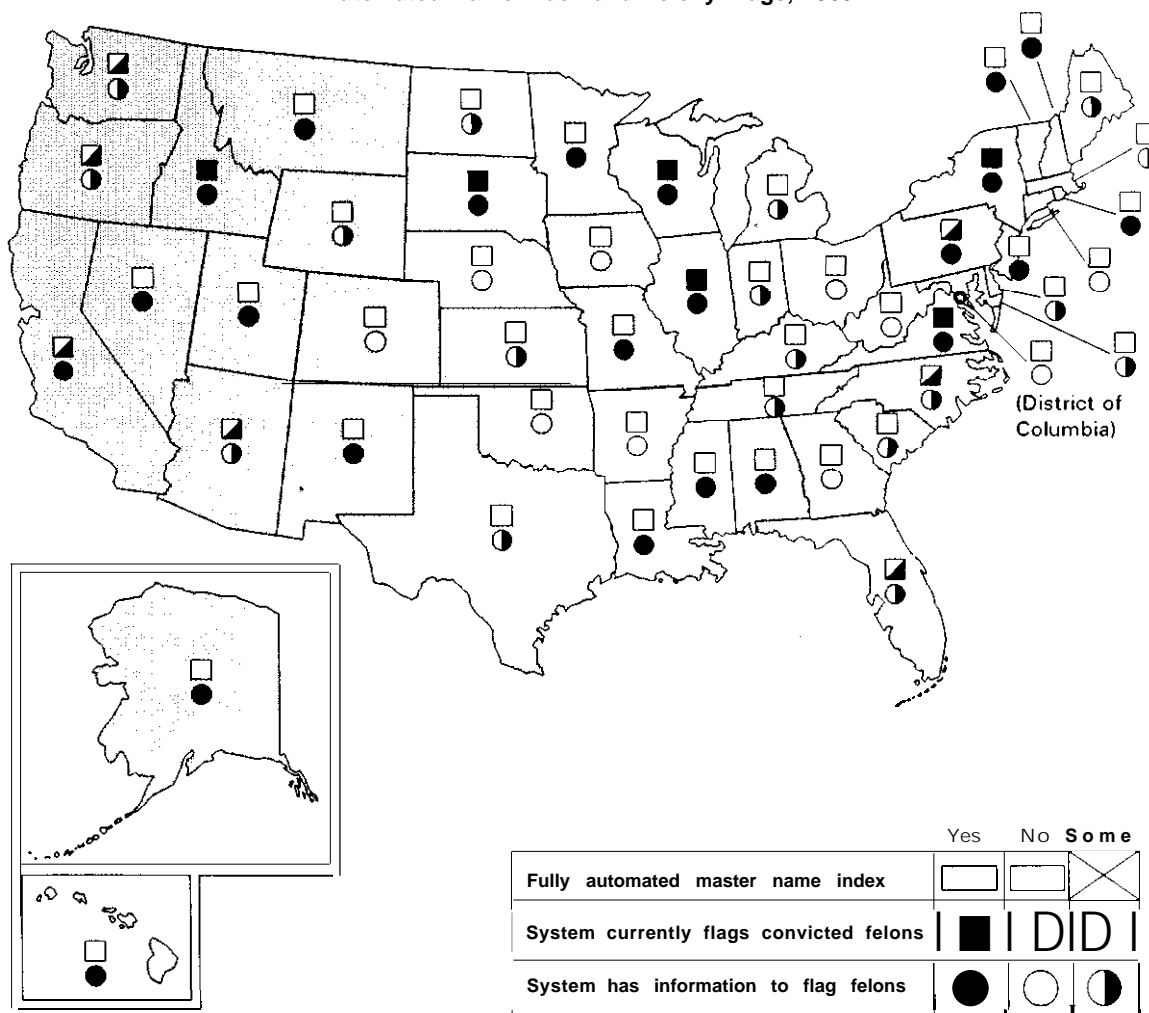 (District of
Columbia)
Yes No Some
Fully automated master name index
System currently flags convicted felons
System has information to flag felons